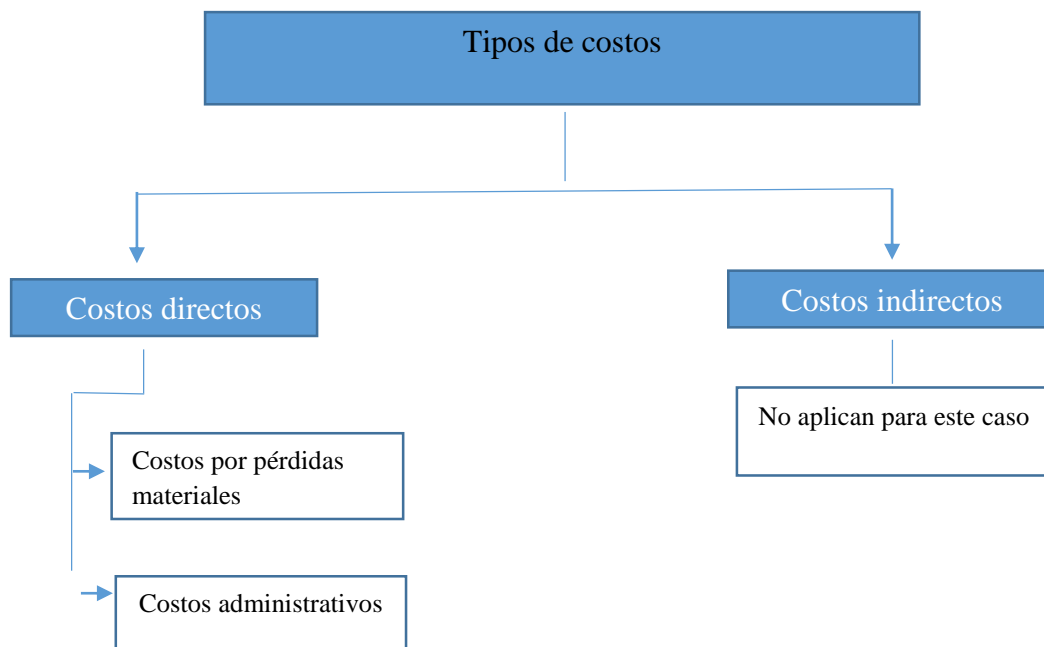 Tipos de costos
Costos directos
Costos indirectos
No aplican para este caso
Costos por pérdidas
materiales
Costos administrativos